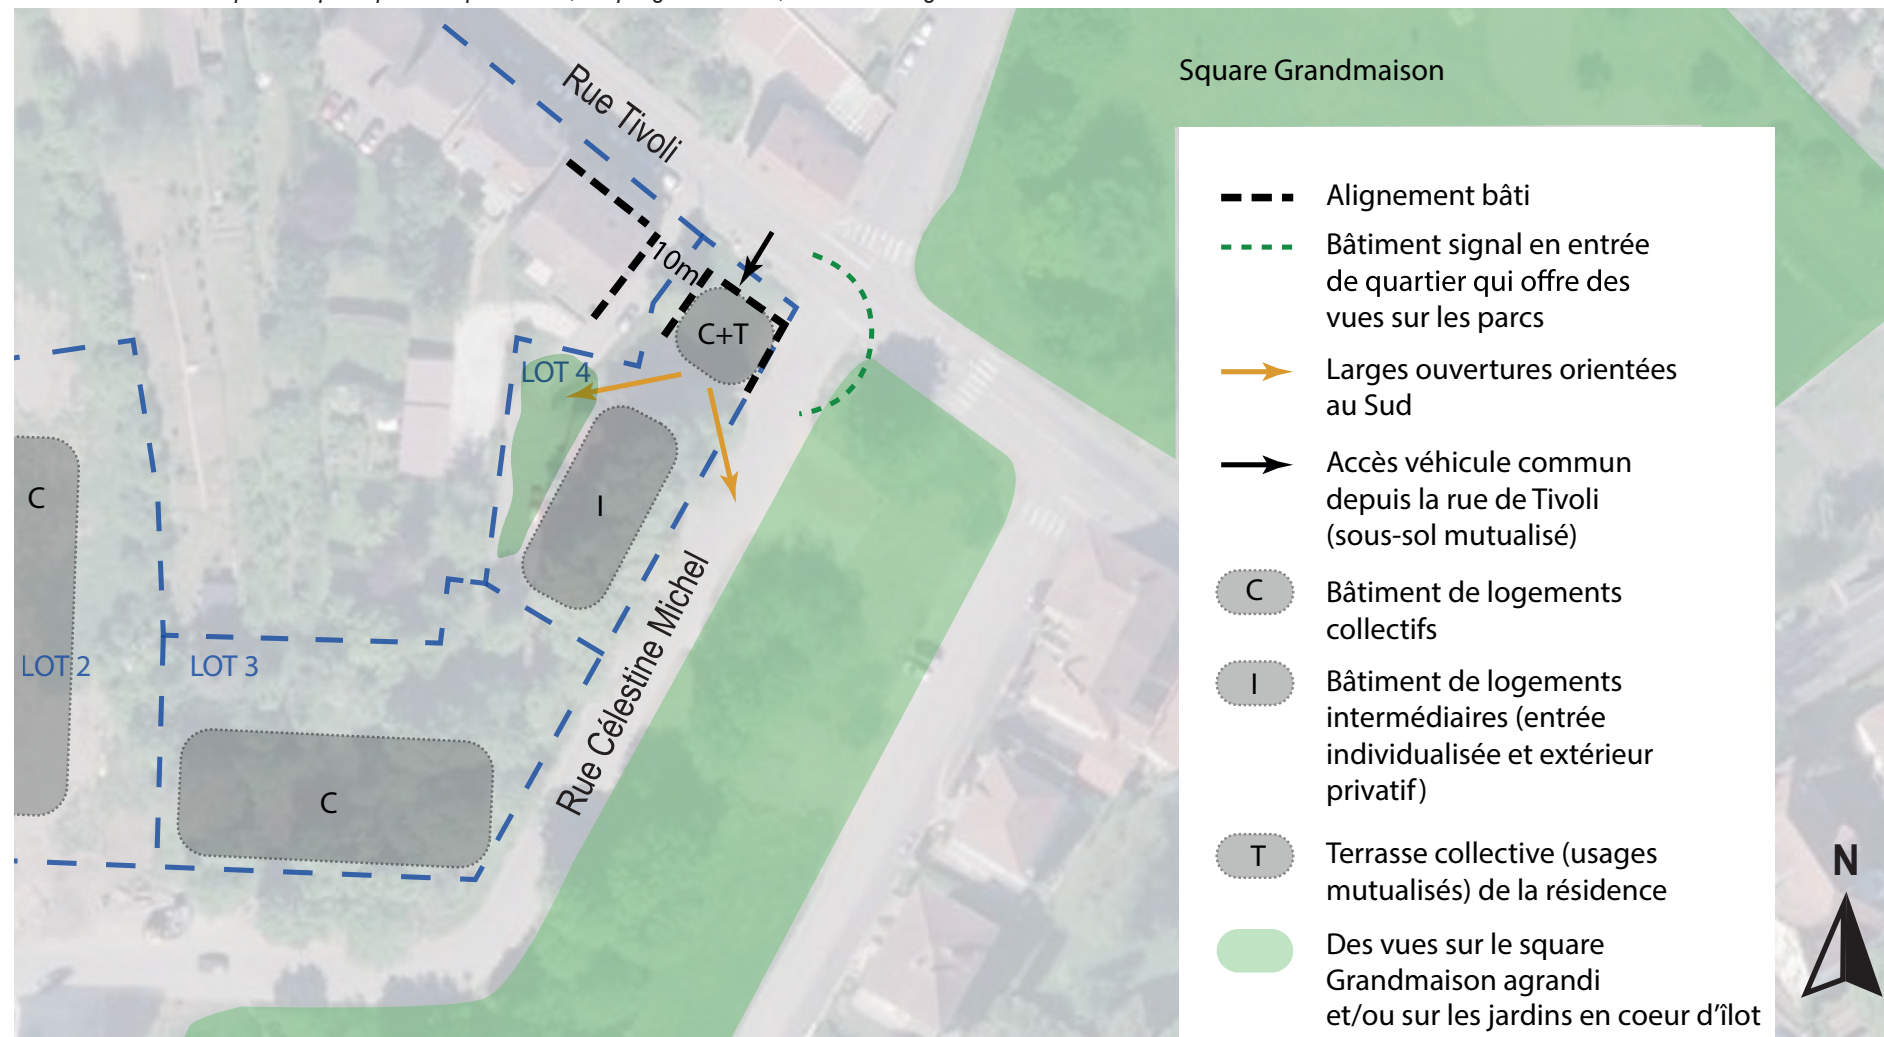 Square Grandmaison
Rue Tivoli
10m
C+T
LOT 4
C
I
LOT 2
LOT 3
Rue Célestine Michel
C
Alignement bâti
Bâtiment signal en entrée
de quartier qui offre des
vues sur les parcs
Larges ouvertures orientées
au Sud
Accès véhicule commun
depuis la rue de Tivoli
(sous-sol mutualisé)
C
Bâtiment de logements
collectifs
I
Bâtiment de logements
intermédiaires (entrée
individualisée et extérieur
privatif)
T
Terrasse collective (usages
mutualisés) de la résidence
Des vues sur le square
Grandmaison agrandi
et/ou sur les jardins en coeur d'îlot
N